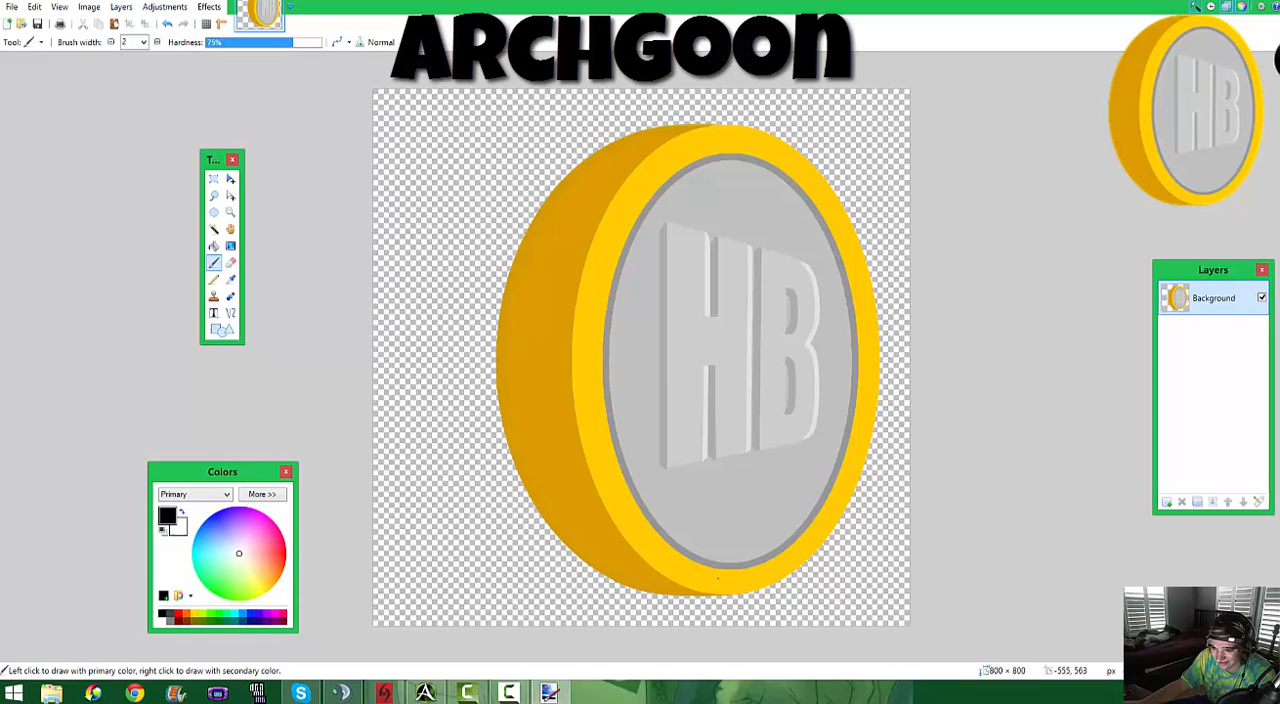 File Edit View Image Layers Adjustments Effects
Tool: Brush width: 2 Hardness: 75% Normal
ARCHGOON
HB
HB
T...
Layers
Background
Colors
Primary More >>
Left click to draw with primary color, right click to draw with secondary color.
800 × 800 -555, 563 px